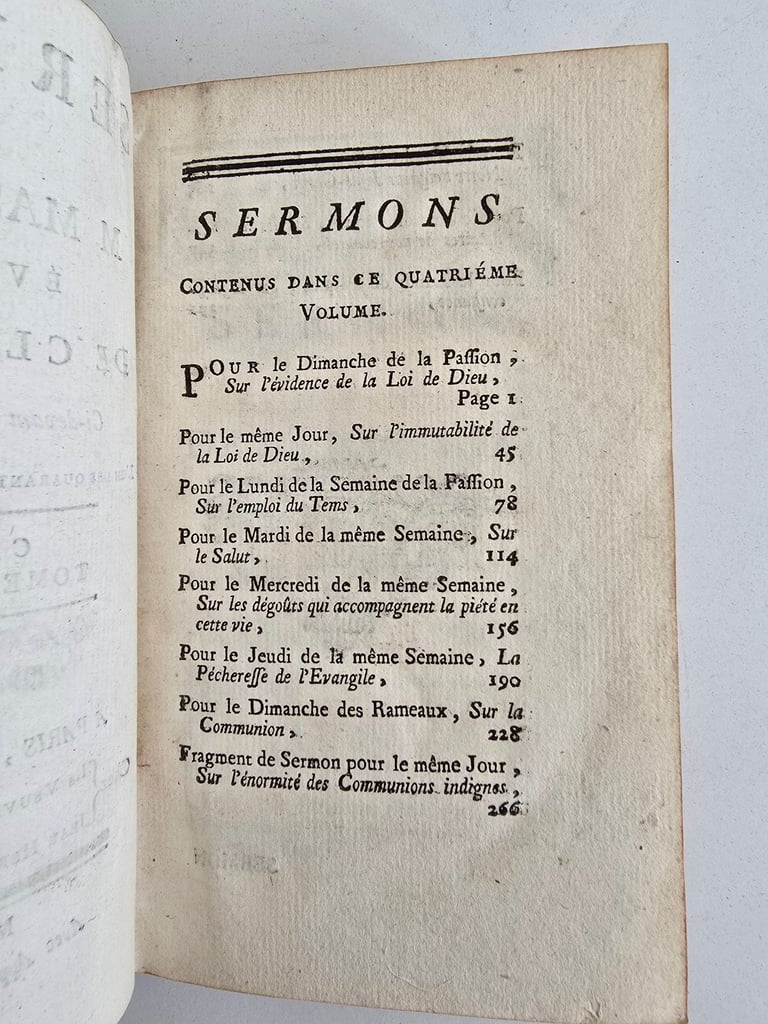 SERMONS
CONTENUS DANS CE QUATRIÉME
VOLUME.
POUR le Dimanche de la Passion,
Sur l'évidence de la Loi de Dieu,
Page 1
Pour le même Jour, Sur l'immutabilité de
la Loi de Dieu, 45
Pour le Lundi de la Semaine de la Passion,
Sur l'emploi du Tems, 78
Pour le Mardi de la même Semaine, Sur
le Salut, 114
Pour le Mercredi de la même Semaine,
Sur les dégoûts qui accompagnent la piété en
cette vie, 156
Pour le Jeudi de la même Semaine, La
Pécheresse de l'Evangile, 190
Pour le Dimanche des Rameaux, Sur la
Communion, 228
Fragment de Sermon pour le même Jour,
Sur l'énormité des Communions indignes,
266